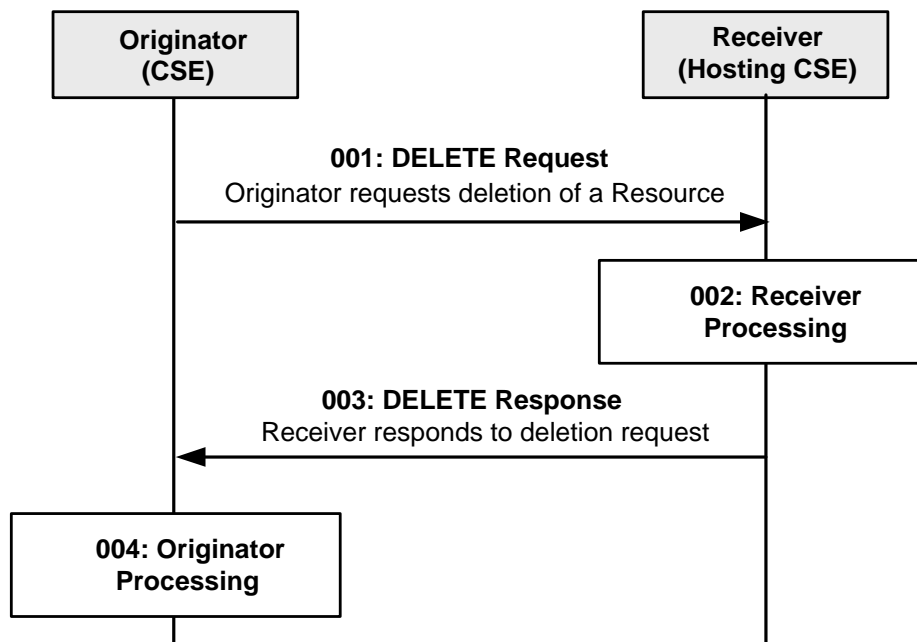 Originator
(CSE)
Receiver
(Hosting CSE)
001: DELETE Request
Originator requests deletion of a Resource
002: Receiver
Processing
003: DELETE Response
Receiver responds to deletion request
004: Originator
Processing